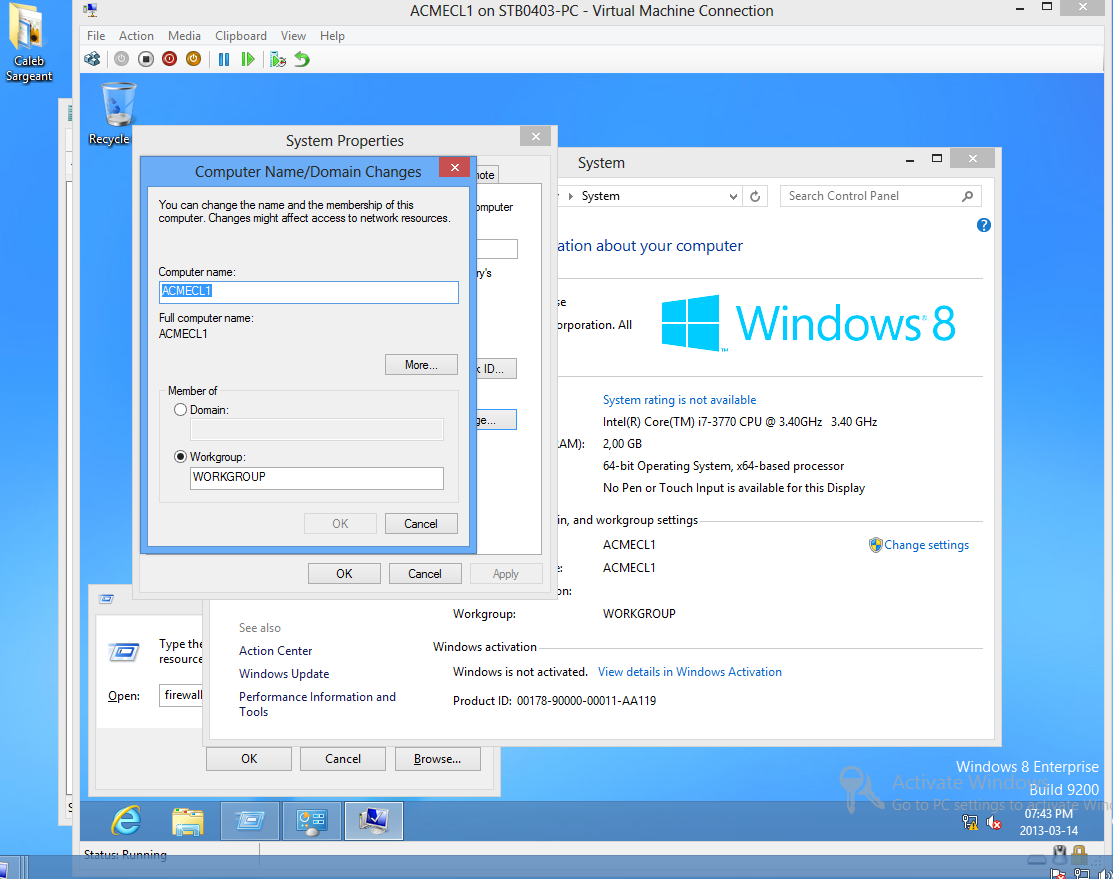 ACMECL1 on STB0403-PC - Virtual Machine Connection
File Action Media Clipboard View Help
Caleb
Sargeant
Recycle
System Properties
Computer Name/Domain Changes
You can change the name and the membership of this
computer. Changes might affect access to network resources.
Computer name:
ACMECL1
Full computer name:
ACMECL1
More...
Member of
Domain:
Workgroup:
WORKGROUP
OK Cancel
note
omputer
ry's
k ID...
ge...
OK Cancel Apply
System
System
Search Control Panel
ation about your computer
se
orporation. All
Windows® 8
™
System rating is not available
Intel(R) Core(TM) i7-3770 CPU @ 3.40GHz 3.40 GHz
AM): 2,00 GB
64-bit Operating System, x64-based processor
No Pen or Touch Input is available for this Display
in, and workgroup settings
ACMECL1
Change settings
e: ACMECL1
on:
Workgroup: WORKGROUP
See also
Action Center
Windows Update
Performance Information and
Tools
Windows activation
Windows is not activated. View details in Windows Activation
Product ID: 00178-90000-00011-AA119
Type the
resource
Open: firewall
OK Cancel Browse...
Windows 8 Enterprise
Activate Windows
Build 9200
Go to PC settings to activate Win
07:43 PM
2013-03-14
Status: Running